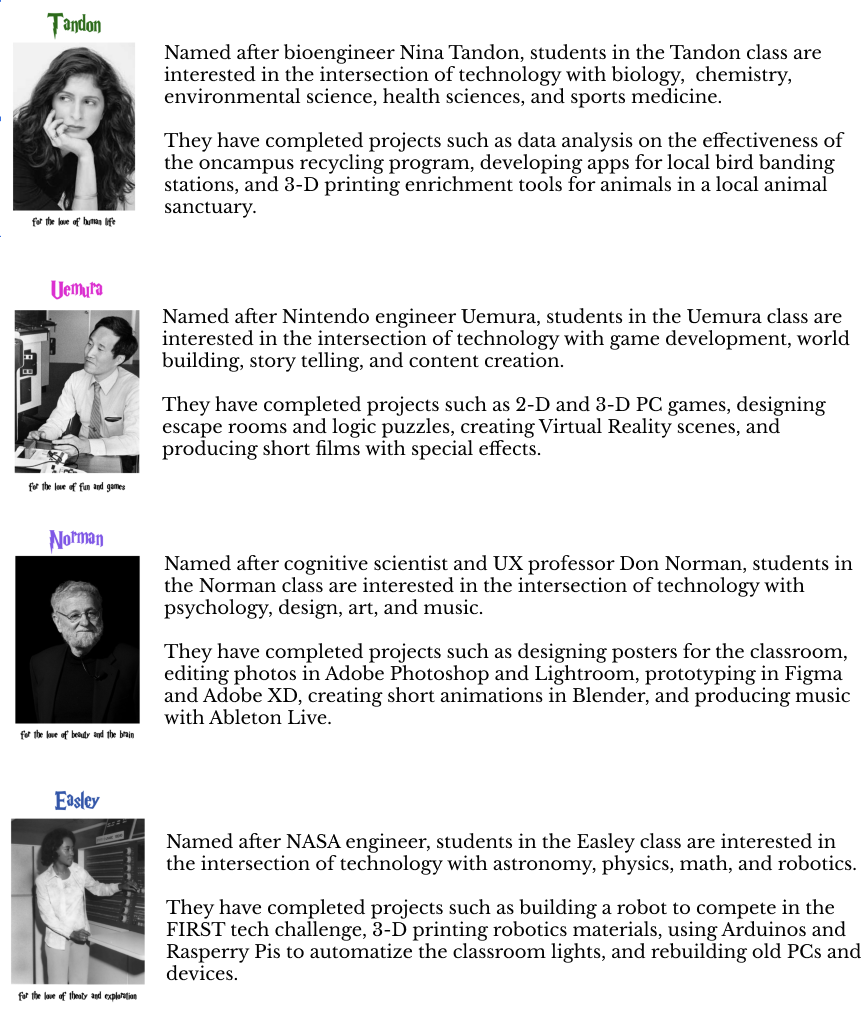 Tandon
Named after bioengineer Nina Tandon, students in the Tandon class are
interested in the intersection of technology with biology,  chemistry,
environmental science, health sciences, and sports medicine.
They have completed projects such as data analysis on the effectiveness of
the oncampus recycling program, developing apps for local bird banding
stations, and 3-D printing enrichment tools for animals in a local animal
sanctuary.
for the love of human life
Uemura
Named after Nintendo engineer Uemura, students in the Uemura class are
interested in the intersection of technology with game development, world
building, story telling, and content creation.
They have completed projects such as 2-D and 3-D PC games, designing
escape rooms and logic puzzles, creating Virtual Reality scenes, and
producing short films with special effects.
for the love of fun and games
Norman
Named after cognitive scientist and UX professor Don Norman, students in
the Norman class are interested in the intersection of technology with
psychology, design, art, and music.
They have completed projects such as designing posters for the classroom,
editing photos in Adobe Photoshop and Lightroom, prototyping in Figma
and Adobe XD, creating short animations in Blender, and producing music
with Ableton Live.
for the love of beauty and the brain
Easley
Named after NASA engineer, students in the Easley class are interested in
the intersection of technology with astronomy, physics, math, and robotics.
They have completed projects such as building a robot to compete in the
FIRST tech challenge, 3-D printing robotics materials, using Arduinos and
Rasperry Pis to automatize the classroom lights, and rebuilding old PCs and
devices.
for the love of theory and exploration